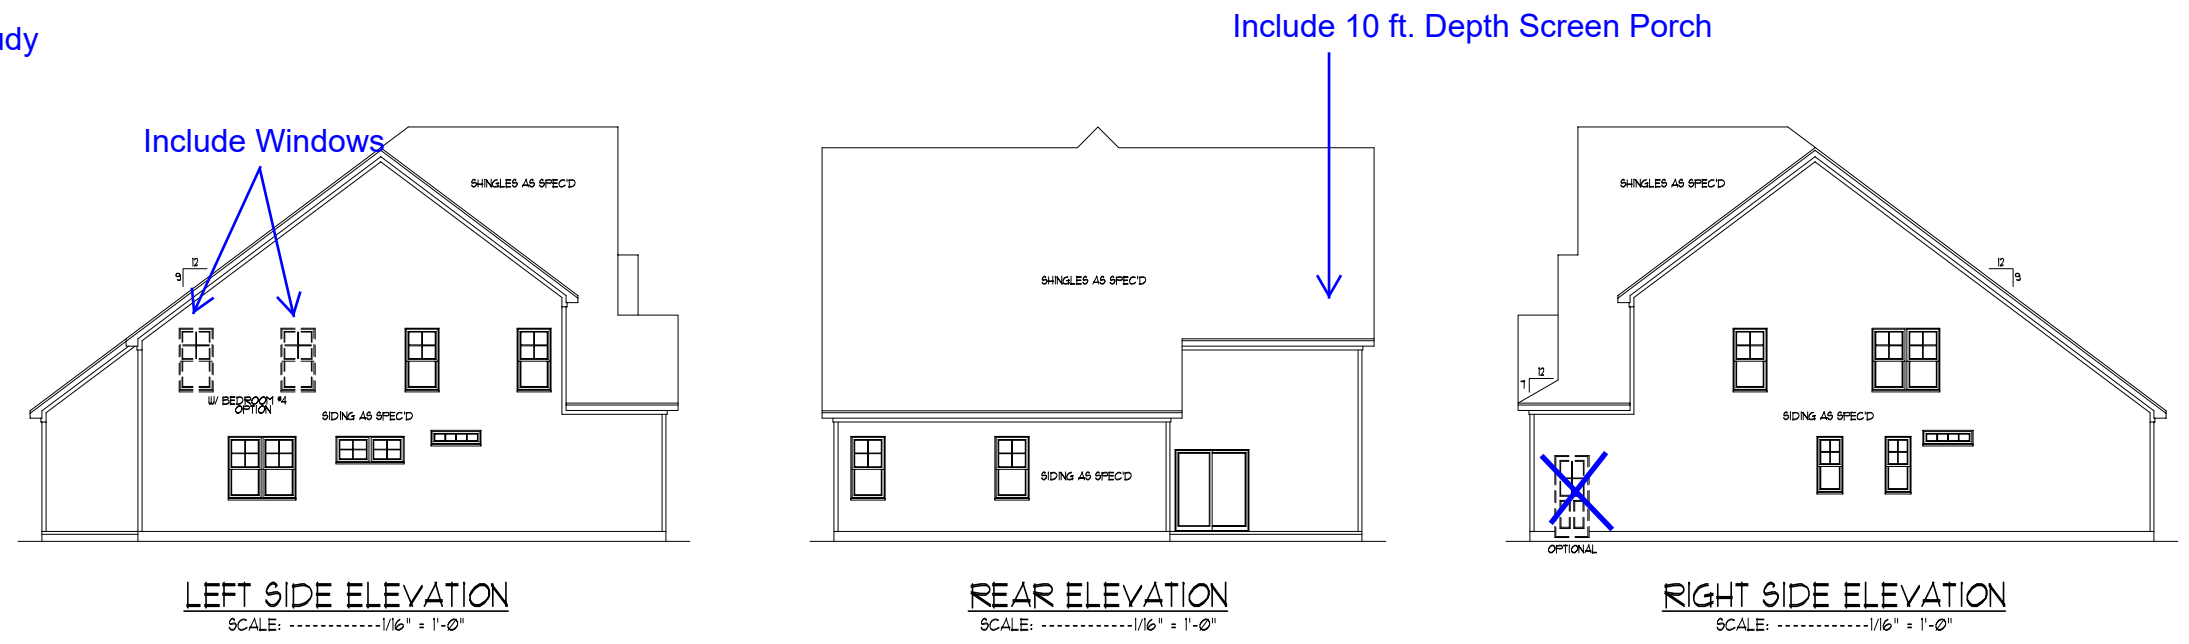 Include 10 ft. Depth Screen Porch
Include Windows
SHINGLES AS SPEC'D
12
9
W/ BEDROOM #4
OPTION
SIDING AS SPEC'D
LEFT SIDE ELEVATION
SCALE: ------------1/16" = 1'-0"
SHINGLES AS SPEC'D
SIDING AS SPEC'D
REAR ELEVATION
SCALE: ------------1/16" = 1'-0"
SHINGLES AS SPEC'D
12
9
12
7
SIDING AS SPEC'D
OPTIONAL
RIGHT SIDE ELEVATION
SCALE: ------------1/16" = 1'-0"